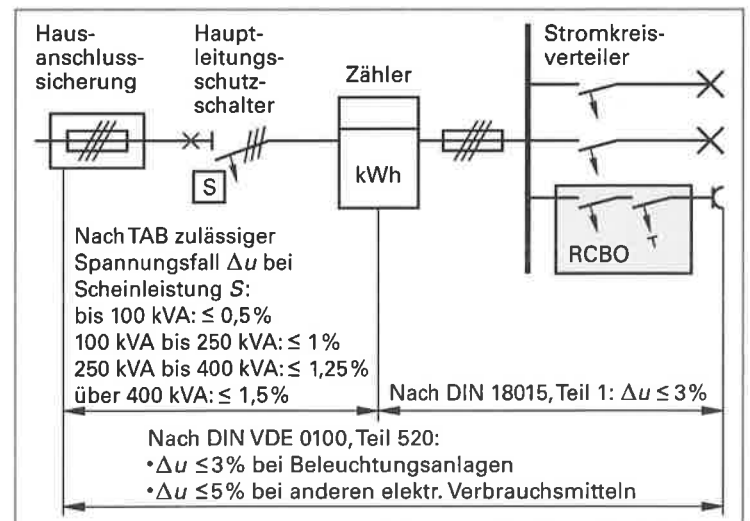 Haus-
anschluss-
sicherung
Haupt-
leitungs-
schutz-
schalter
Zähler
Stromkreis-
verteiler
S
kWh
RCBO
Nach TAB zulässiger
Spannungsfall Δu bei
Scheinleistung S:
bis 100 kVA: ≤ 0,5%
100 kVA bis 250 kVA: ≤ 1%
250 kVA bis 400 kVA: ≤ 1,25%
über 400 kVA: ≤ 1,5%
Nach DIN 18015, Teil 1: Δu ≤ 3%
Nach DIN VDE 0100, Teil 520:
•Δu ≤3% bei Beleuchtungsanlagen
•Δu ≤5% bei anderen elektr. Verbrauchsmitteln